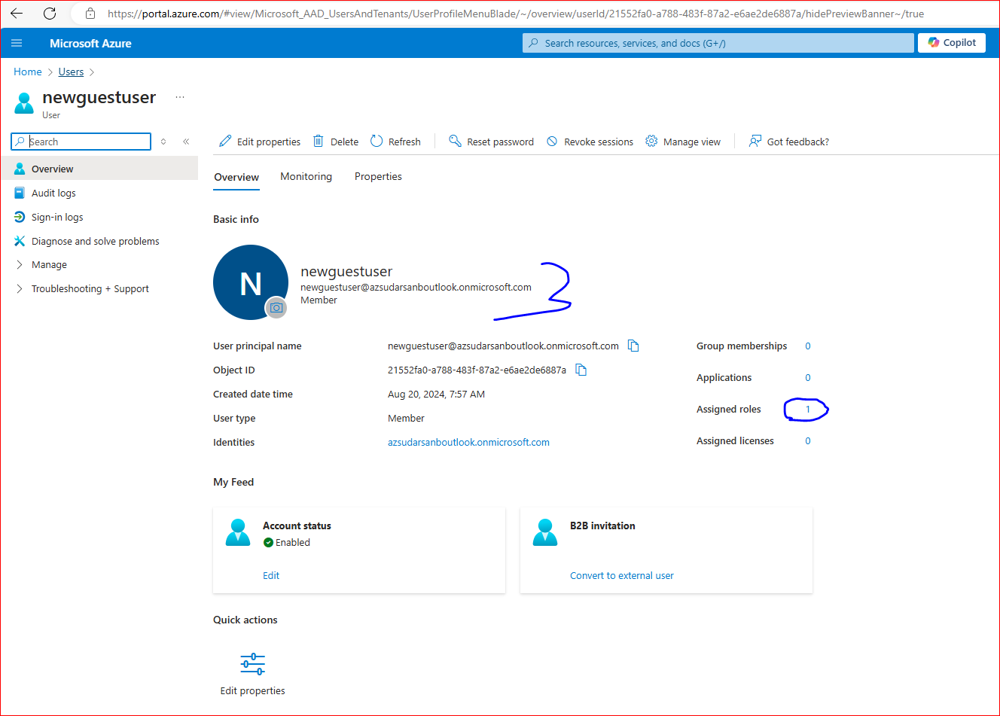 https://portal.azure.com/#view/Microsoft_AAD_UsersAndTenants/UserProfileMenuBlade/~/overview/userId/21552fa0-a788-483f-87a2-e6ae2de6887a/hidePreviewBanner~/true
Microsoft Azure
Search resources, services, and docs (G+/)
Copilot
Home > Users >
newguestuser ...
User
Search
Edit properties Delete Refresh Reset password Revoke sessions Manage view Got feedback?
Overview
Audit logs
Sign-in logs
Diagnose and solve problems
Manage
Troubleshooting + Support
Overview Monitoring Properties
Basic info
N
newguestuser
newguestuser@azsudarsanboutlook.onmicrosoft.com
Member
3
User principal name newguestuser@azsudarsanboutlook.onmicrosoft.com
Object ID 21552fa0-a788-483f-87a2-e6ae2de6887a
Created date time Aug 20, 2024, 7:57 AM
User type Member
Identities azsudarsanboutlook.onmicrosoft.com
Group memberships 0
Applications 0
Assigned roles 1
Assigned licenses 0
My Feed
Account status
Enabled
Edit
B2B invitation
Convert to external user
Quick actions
Edit properties